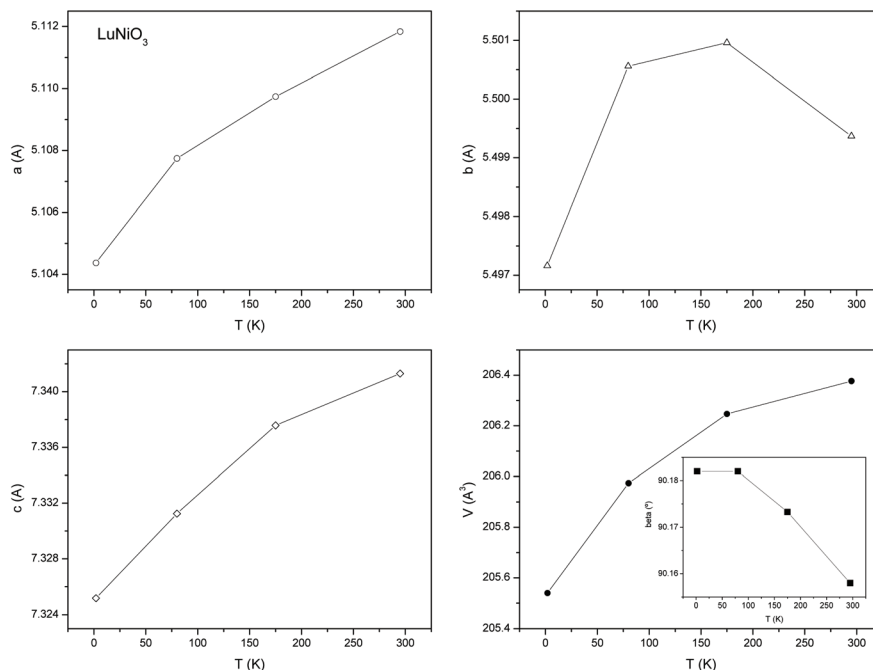 LuNiO3
5.112
5.110
5.108
5.106
5.104
a (A)
0 50 100 150 200 250 300
T (K)
5.501
5.500
5.499
5.498
5.497
b (A)
0 50 100 150 200 250 300
T (K)
7.340
7.336
7.332
7.328
7.324
c (A)
0 50 100 150 200 250 300
T (K)
206.4
206.2
206.0
205.8
205.6
205.4
V (A3)
0 50 100 150 200 250 300
T (K)
90.18
90.17
90.16
beta (º)
0 50 100 150 200 250 300
T (K)